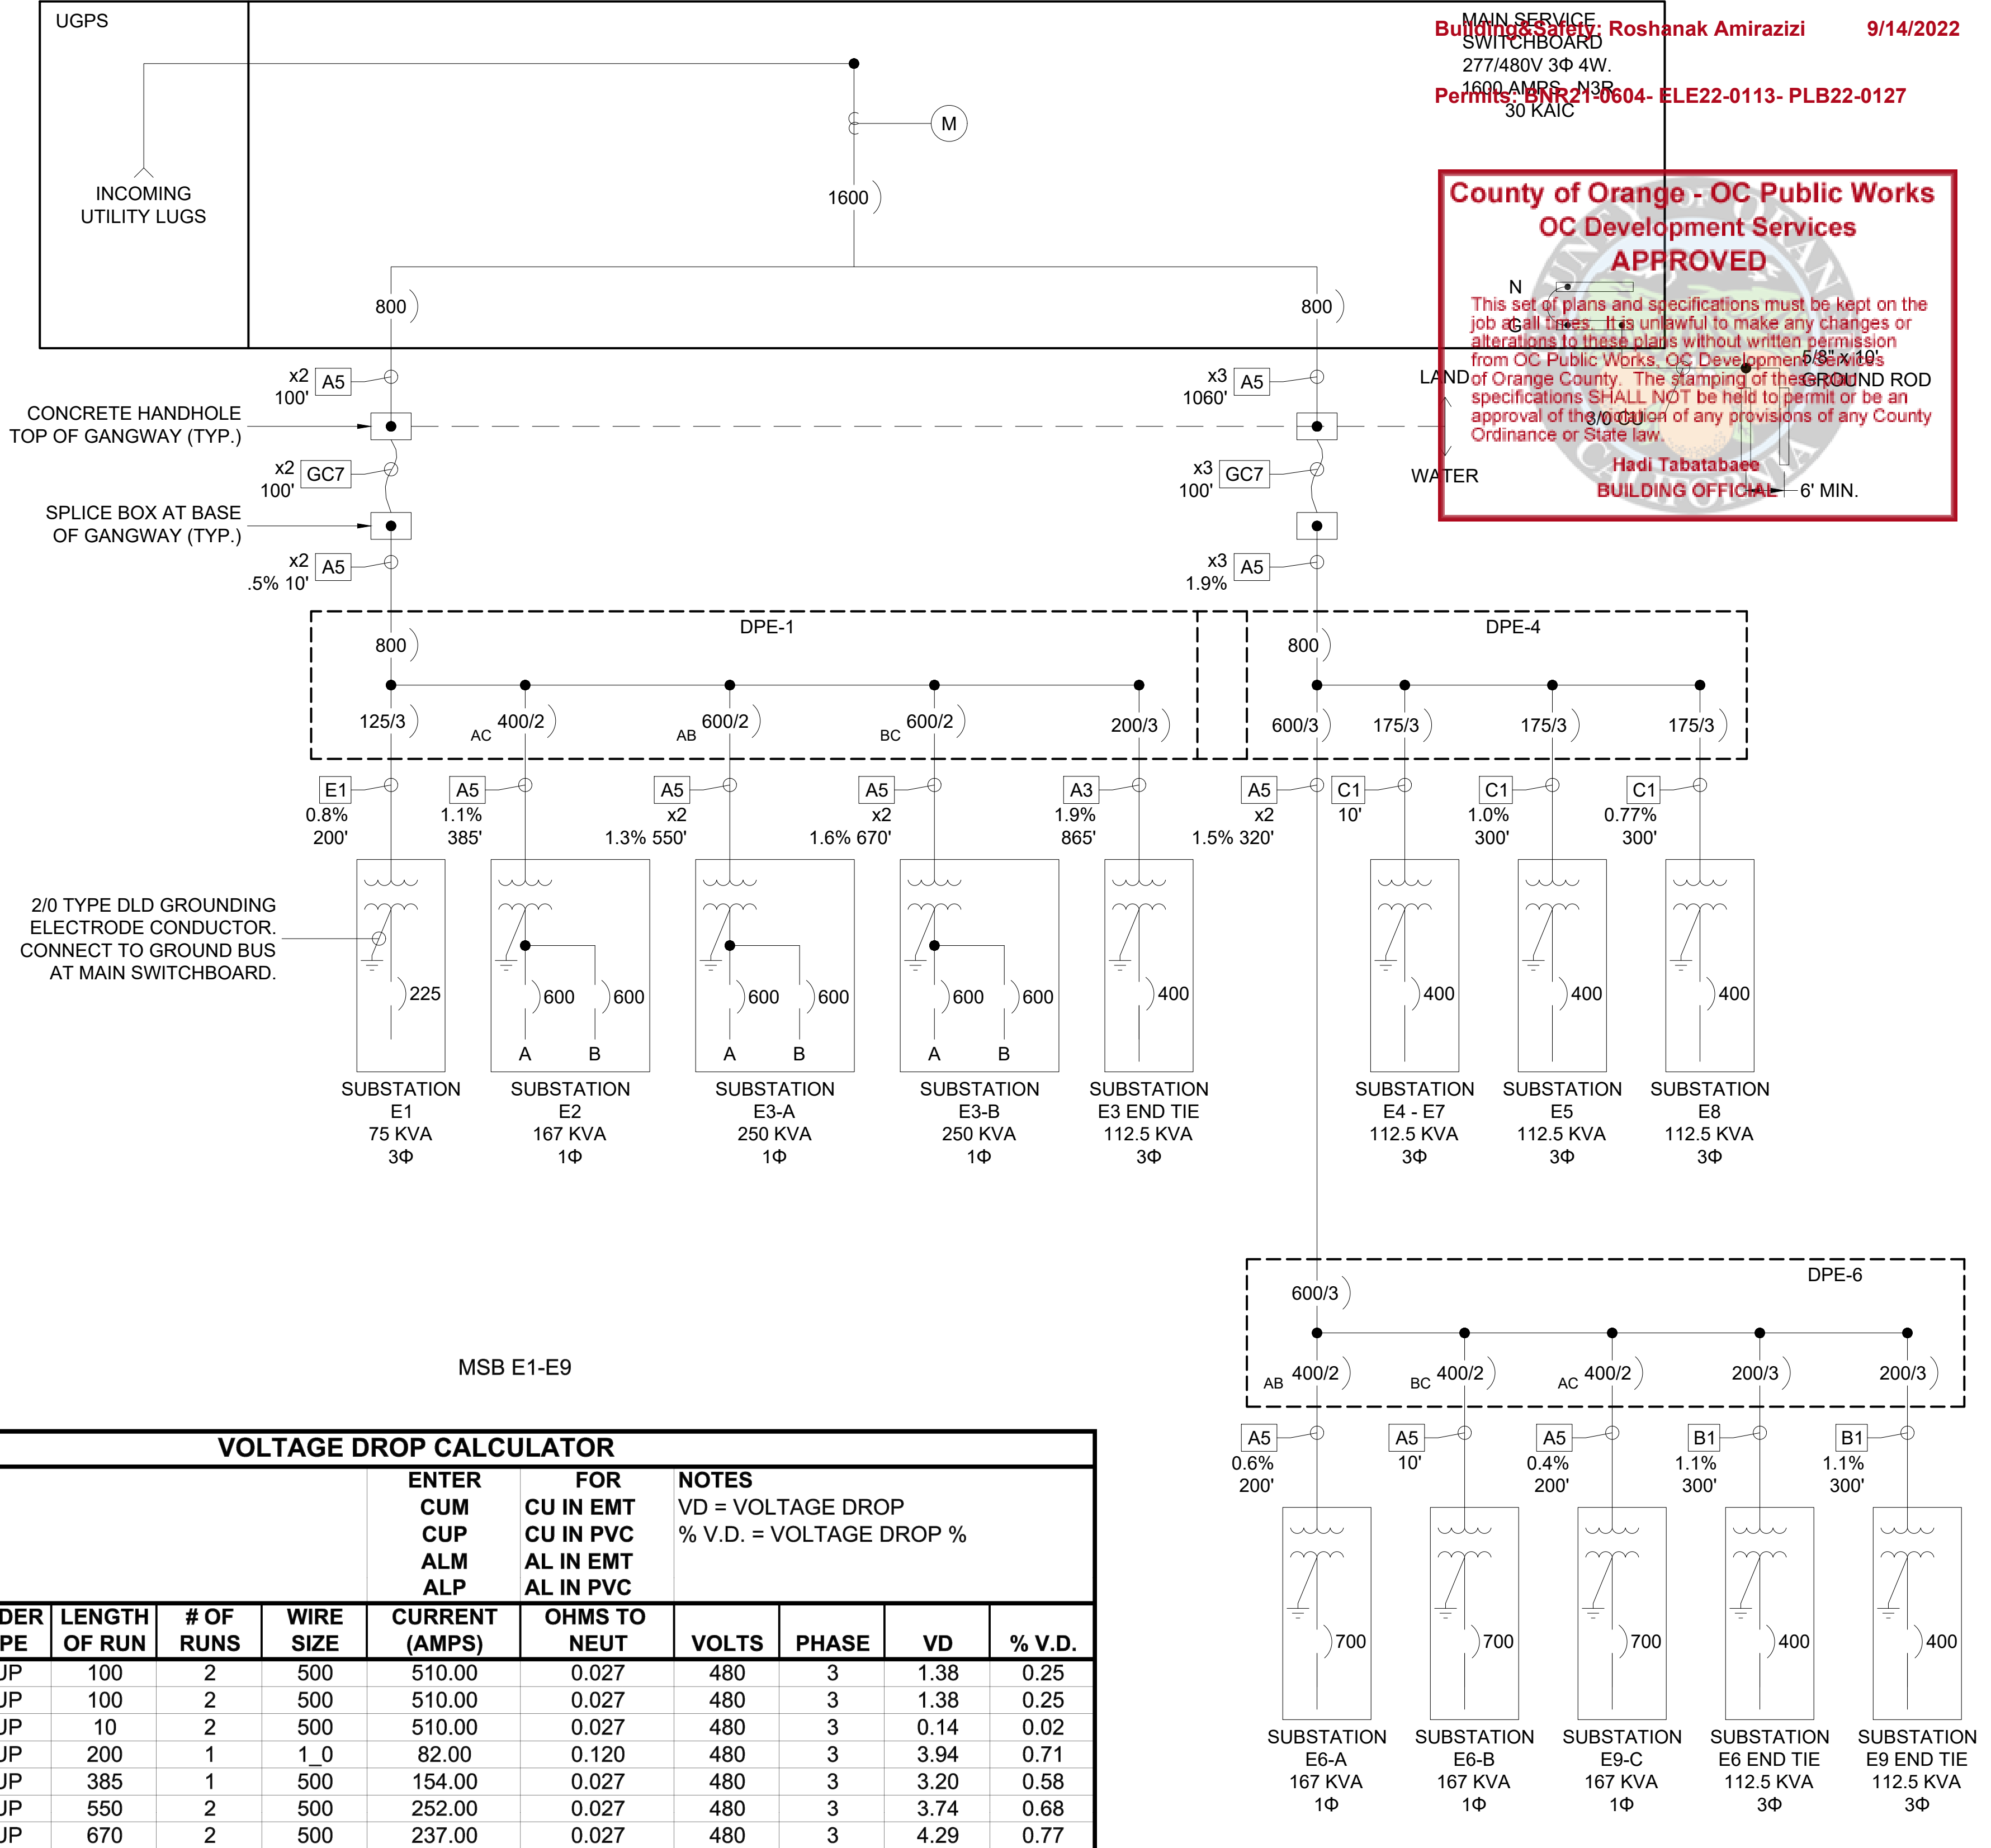 UGPS
MAIN SERVICE
SWITCHBOARD
277/480V 3Φ 4W.
1600 AMPS - N3R
30 KAIC
Building&Safety: Roshanak Amirazizi 9/14/2022
Permits: BNR21-0604- ELE22-0113- PLB22-0127
M
INCOMING
UTILITY LUGS
1600
800
800
County of Orange - OC Public Works
OC Development Services
APPROVED
This set of plans and specifications must be kept on the
job at all times. It is unlawful to make any changes or
alterations to these plans without written permission
from OC Public Works, OC Development Services
of Orange County. The stamping of these plan
specifications SHALL NOT be held to permit or be an
approval of the violation of any provisions of any County
Ordinance or State law.
Hadi Tabatabaee
BUILDING OFFICIAL
COUNTY OF ORANGE
CALIFORNIA
N
G
5/8" x 10'
GROUND ROD
3/0 CU
6' MIN.
LAND
WATER
x2 A5
100'
x3 A5
1060'
CONCRETE HANDHOLE
TOP OF GANGWAY (TYP.)
x2 GC7
100'
x3 GC7
100'
SPLICE BOX AT BASE
OF GANGWAY (TYP.)
x2 A5
.5% 10'
x3 A5
1.9%
DPE-1
800
125/3
AC 400/2
AB 600/2
BC 600/2
200/3
DPE-4
800
600/3
175/3
175/3
175/3
E1
0.8%
200'
A5
1.1%
385'
A5
x2
1.3% 550'
A5
x2
1.6% 670'
A3
1.9%
865'
A5
x2
1.5% 320'
C1
10'
C1
1.0%
300'
C1
0.77%
300'
2/0 TYPE DLD GROUNDING
ELECTRODE CONDUCTOR.
CONNECT TO GROUND BUS
AT MAIN SWITCHBOARD.
225
600 600
A B
600 600
A B
600 600
A B
400
400
400
400
SUBSTATION
E1
75 KVA
3Φ
SUBSTATION
E2
167 KVA
1Φ
SUBSTATION
E3-A
250 KVA
1Φ
SUBSTATION
E3-B
250 KVA
1Φ
SUBSTATION
E3 END TIE
112.5 KVA
3Φ
SUBSTATION
E4 - E7
112.5 KVA
3Φ
SUBSTATION
E5
112.5 KVA
3Φ
SUBSTATION
E8
112.5 KVA
3Φ
DPE-6
600/3
AB 400/2
BC 400/2
AC 400/2
200/3
200/3
A5
0.6%
200'
A5
10'
A5
0.4%
200'
B1
1.1%
300'
B1
1.1%
300'
700
700
700
400
400
SUBSTATION
E6-A
167 KVA
1Φ
SUBSTATION
E6-B
167 KVA
1Φ
SUBSTATION
E9-C
167 KVA
1Φ
SUBSTATION
E6 END TIE
112.5 KVA
3Φ
SUBSTATION
E9 END TIE
112.5 KVA
3Φ
MSB E1-E9
VOLTAGE DROP CALCULATOR
ENTER FOR NOTES
CUM CU IN EMT VD = VOLTAGE DROP
CUP CU IN PVC % V.D. = VOLTAGE DROP %
ALM AL IN EMT
ALP AL IN PVC
DER LENGTH # OF WIRE CURRENT OHMS TO
PE OF RUN RUNS SIZE (AMPS) NEUT VOLTS PHASE VD % V.D.
UP 100 2 500 510.00 0.027 480 3 1.38 0.25
UP 100 2 500 510.00 0.027 480 3 1.38 0.25
UP 10 2 500 510.00 0.027 480 3 0.14 0.02
UP 200 1 1_0 82.00 0.120 480 3 3.94 0.71
UP 385 1 500 154.00 0.027 480 3 3.20 0.58
UP 550 2 500 252.00 0.027 480 3 3.74 0.68
UP 670 2 500 237.00 0.027 480 3 4.29 0.77